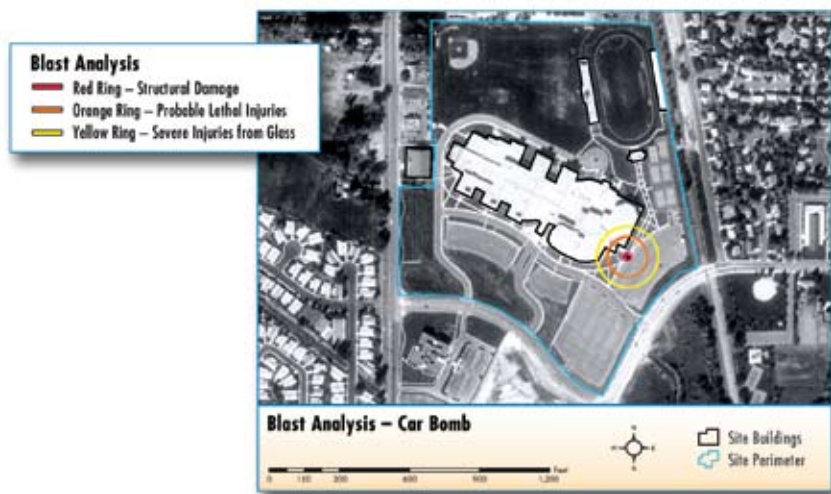 Blast Analysis
Red Ring – Structural Damage
Orange Ring – Probable Lethal Injuries
Yellow Ring – Severe Injuries from Glass
Blast Analysis – Car Bomb
N
W
E
S
Site Buildings
Site Perimeter
Feet
0 150 300 600 900 1,200